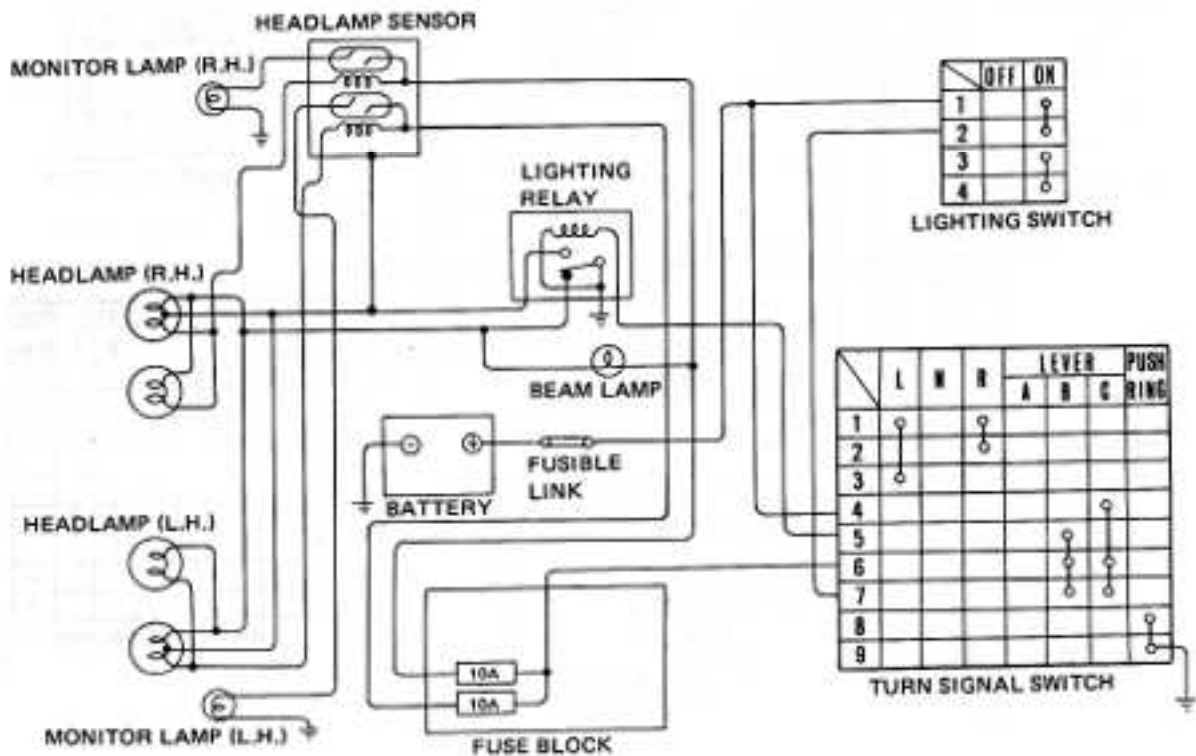 HEADLAMP SENSOR
MONITOR LAMP (R.H.)
OFF ON
1
2
3
4
LIGHTING SWITCH
LIGHTING
RELAY
HEADLAMP (R.H.)
BEAM LAMP
FUSIBLE
LINK
BATTERY
L N R LEVER PUSH
A B C RING
1
2
3
4
5
6
7
8
9
TURN SIGNAL SWITCH
HEADLAMP (L.H.)
10A
10A
MONITOR LAMP (L.H.)
FUSE BLOCK